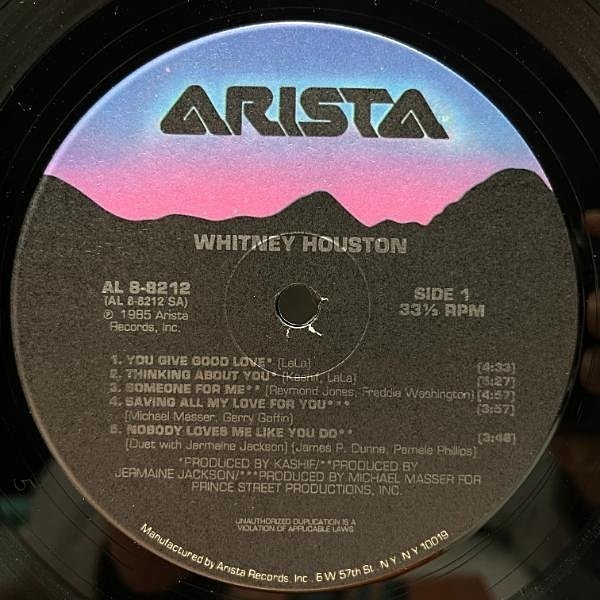 ARISTA
WHITNEY HOUSTON
AL 8-8212
(AL 8-8212 SA)
℗ 1985 Arista
Records, Inc.
SIDE 1
33⅓ RPM
1. YOU GIVE GOOD LOVE* (LaLa) (4:33)
2. THINKING ABOUT YOU* (Kashif, LaLa) (5:27)
3. SOMEONE FOR ME** (Raymond Jones, Freddie Washington) (4:57)
4. SAVING ALL MY LOVE FOR YOU*** (3:57)
(Michael Masser, Gerry Goffin)
5. NOBODY LOVES ME LIKE YOU DO** (3:46)
(Duet with Jermaine Jackson) (James P. Dunne, Pamela Phillips)
*PRODUCED BY KASHIF/**PRODUCED BY
JERMAINE JACKSON/***PRODUCED BY MICHAEL MASSER FOR
PRINCE STREET PRODUCTIONS, INC.
UNAUTHORIZED DUPLICATION IS A
VIOLATION OF APPLICABLE LAWS
Manufactured by Arista Records, Inc. 6 W 57th St., N.Y., N.Y. 10019